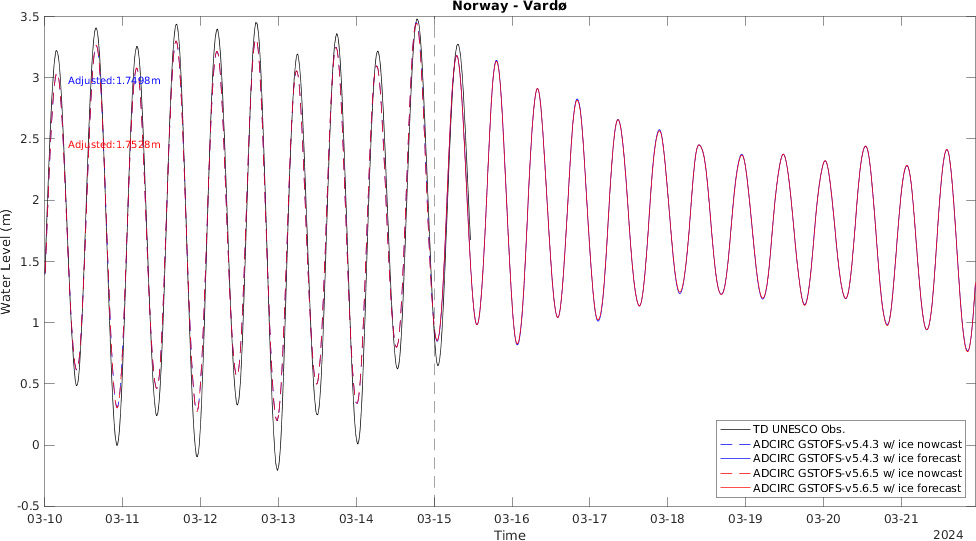 Norway - Vardø
3.5
3
2.5
2
1.5
1
0.5
0
-0.5
Water Level (m)
Adjusted:1.7498m
Adjusted:1.7528m
TD UNESCO Obs.
ADCIRC GSTOFS-v5.4.3 w/ ice nowcast
ADCIRC GSTOFS-v5.4.3 w/ ice forecast
ADCIRC GSTOFS-v5.6.5 w/ ice nowcast
ADCIRC GSTOFS-v5.6.5 w/ ice forecast
03-10 03-11 03-12 03-13 03-14 03-15 03-16 03-17 03-18 03-19 03-20 03-21
Time
2024